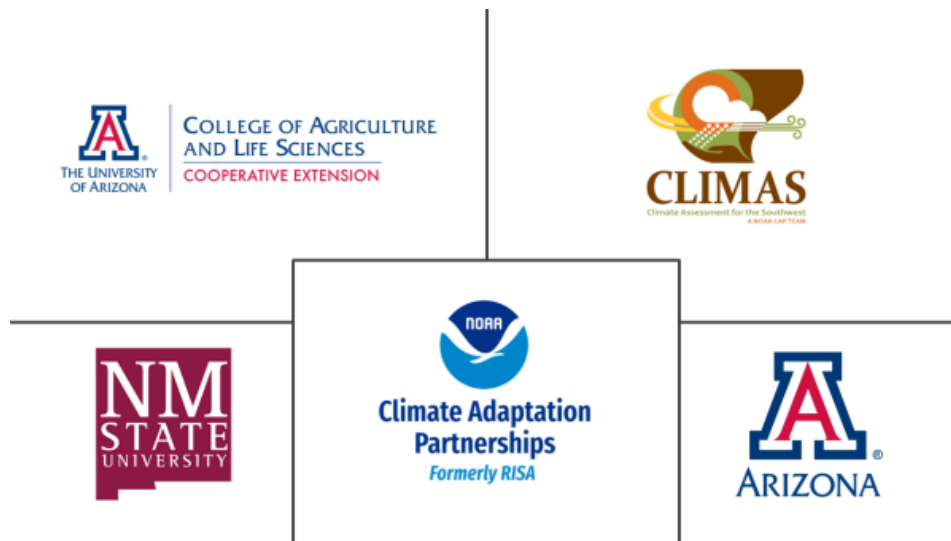 A
THE UNIVERSITY
OF ARIZONA
COLLEGE OF AGRICULTURE
AND LIFE SCIENCES
COOPERATIVE EXTENSION
CLIMAS
Climate Assessment for the Southwest
A NOAA CAP TEAM
NM
STATE
UNIVERSITY
NOAA
Climate Adaptation
Partnerships
Formerly RISA
A®
ARIZONA